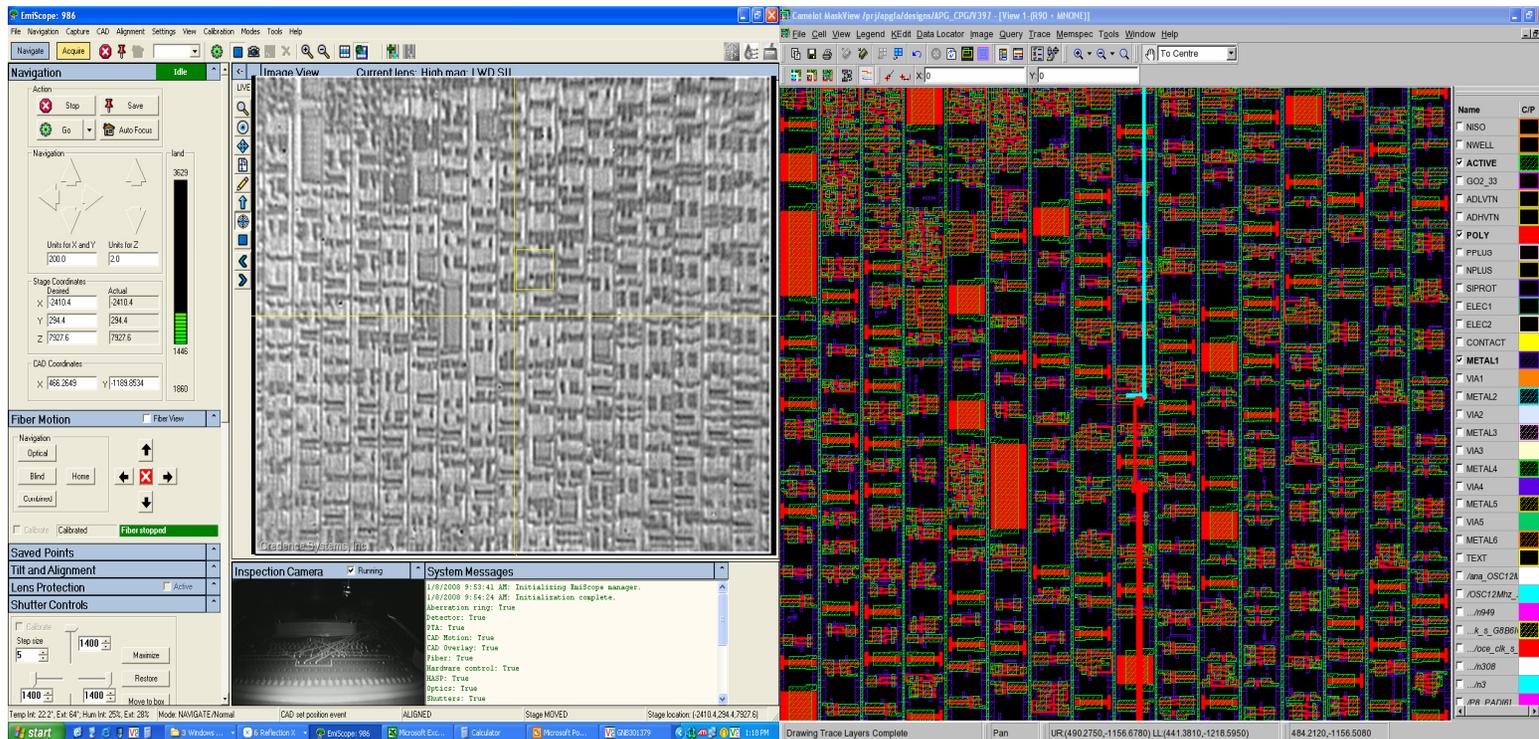 EmiScope: 986
File Navigation Capture CAD Alignment Settings View Calibration Modes Tools Help
Navigate Acquire
Navigation Idle
Action
Stop Save
Go Auto Focus
Navigation land
3629
Units for X and Y Units for Z
200.0 2.0
Stage Coordinates
Desired Actual
X -2410.4 -2410.4
Y 294.4 294.4
Z 7927.6 7927.6
1446
CAD Coordinates
X 466.2649 Y -1189.8534
1860
Fiber Motion Fiber View
Navigation
Optical
Blind Home
Combined
Calibrate Calibrated Fiber stopped
Saved Points
Tilt and Alignment
Lens Protection Active
Shutter Controls
Calibrate
Step size
5
1400
Maximize
Restore
1400 1400 Move to box
Image View Current lens: High mag: LWD SIL
LIVE
Credence Systems, Inc
Inspection Camera Running
System Messages
1/8/2008 9:53:41 AM: Initializing EmiScope manager.
1/8/2008 9:54:24 AM: Initialization complete.
Aberration ring: True
Detector: True
PTA: True
CAD Motion: True
CAD Overlay: True
Fiber: True
Hardware control: True
HASP: True
Optics: True
Shutters: True
Temp Int: 22.2°, Ext: 64°; Hum Int: 25%, Ext: 28% Mode: NAVIGATE/Normal CAD set position event ALIGNED Stage MOVED Stage location: (-2410.4,294.4,7927.6)
start 3 Windows ... 6 Reflection X EmiScope: 986 Microsoft Exc... Calculator Microsoft Po... GNB301379 1:18 PM
Camelot MaskView /prj/apgfa/designs/APG_CPG/V397 - [View 1-(R90 + MNONE)]
File Cell View Legend KEdit Data Locator Image Query Trace Memspec Tools Window Help
To Centre
X: 0 Y: 0
Name C/P
NISO
NWELL
ACTIVE
GO2_33
ADLVTN
ADHVTN
POLY
PPLUS
NPLUS
SIPROT
ELEC1
ELEC2
CONTACT
METAL1
VIA1
METAL2
VIA2
METAL3
VIA3
METAL4
VIA4
METAL5
VIA5
METAL6
TEXT
/OSC12Mhz_
.../n949
.../oce_clk_s_
.../n308
.../n3
Drawing Trace Layers Complete Pan UR:(490.2750,-1156.6780) LL:(441.3810,-1218.5950) 484.2120,-1156.5080